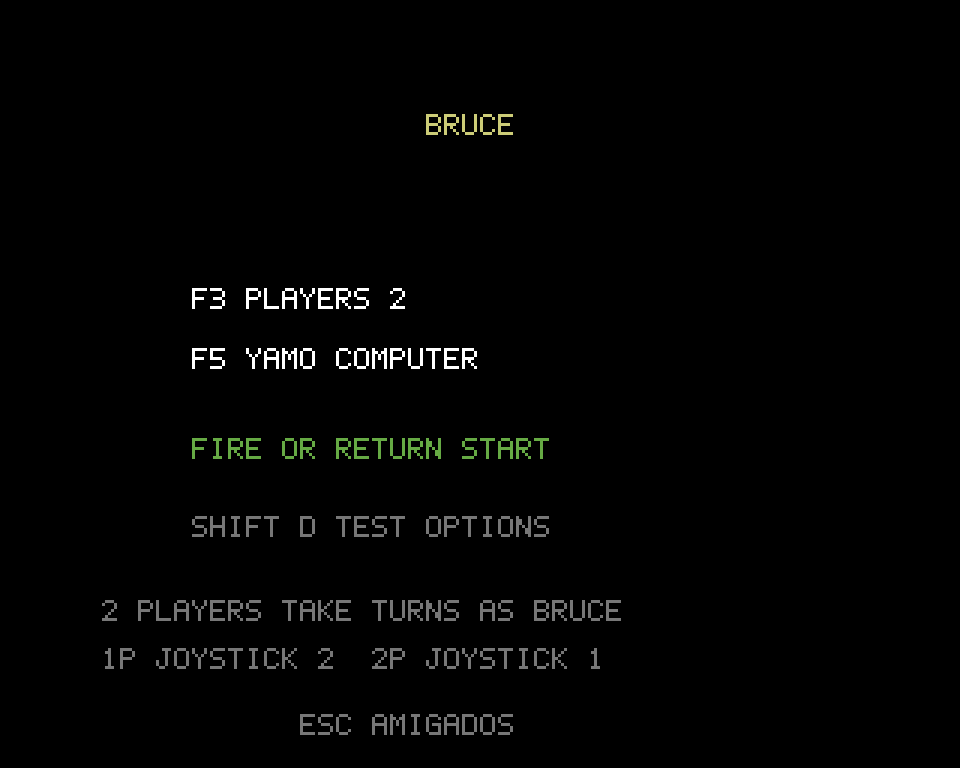 BRUCE
F3 PLAYERS 2
F5 YAMO COMPUTER
FIRE OR RETURN START
SHIFT D TEST OPTIONS
2 PLAYERS TAKE TURNS AS BRUCE
1P JOYSTICK 2  2P JOYSTICK 1
ESC AMIGADOS